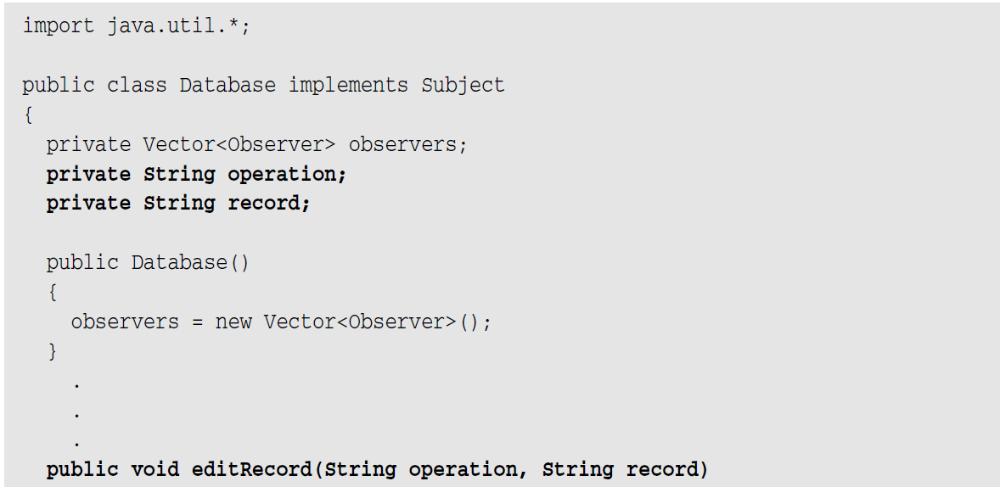 import java.util.*;
public class Database implements Subject
{
private Vector<Observer> observers;
private String operation;
private String record;
public Database()
{
observers = new Vector<Observer>();
}
.
.
.
public void editRecord(String operation, String record)